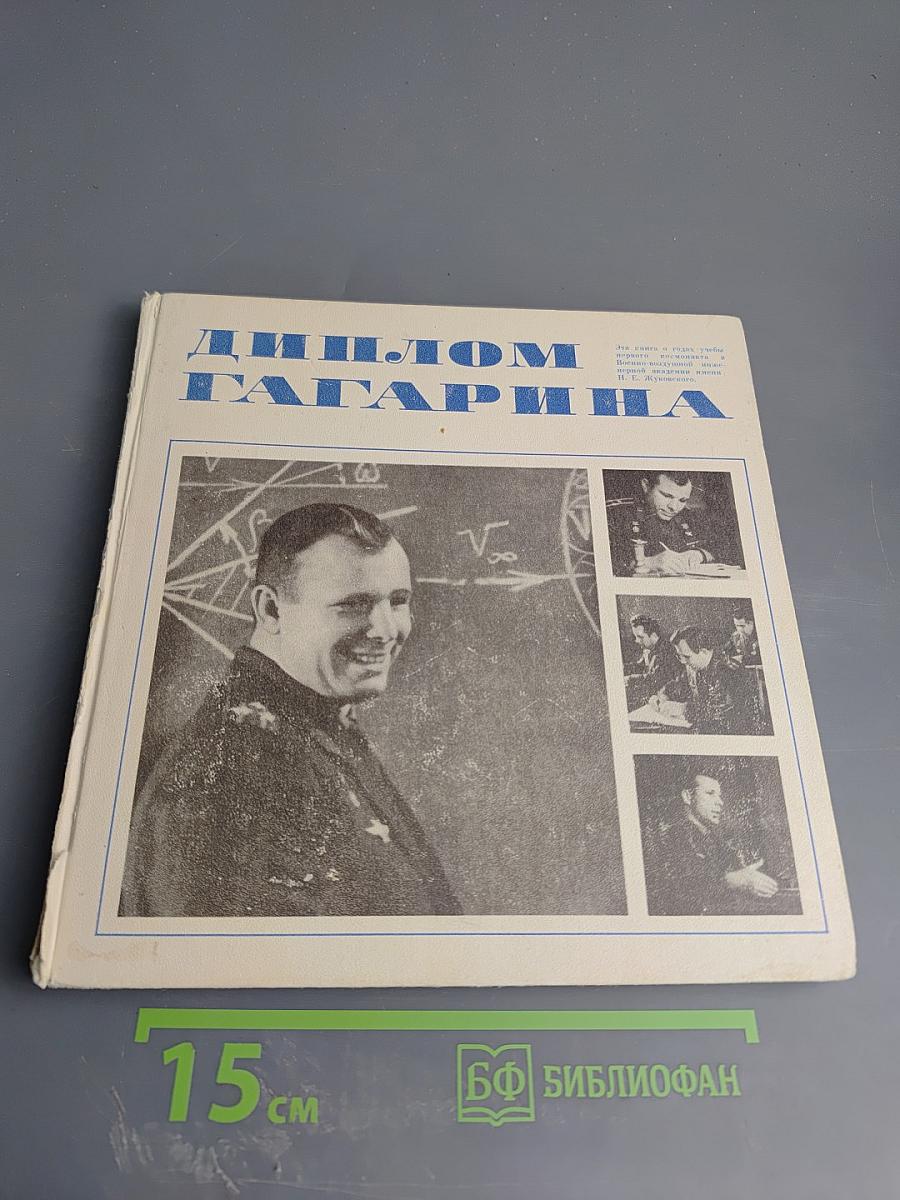 ДИПЛОМ
ГАГАРИНА
Эта книга о годах учебы
первого космонавта в
Военно-воздушной инже-
нерной академии имени
Н. Е. Жуковского.
ω
β
V∞
15 см
БФ БИБЛИОФАН